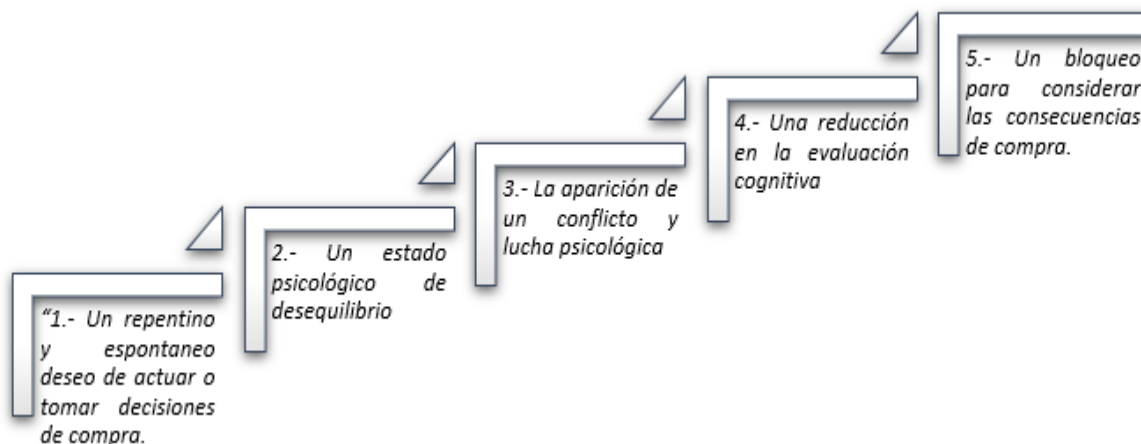 “1.- Un repentino
y espontaneo
deseo de actuar o
tomar decisiones
de compra.
2.- Un estado
psicológico de
desequilibrio
3.- La aparición de
un conflicto y
lucha psicológica
4.- Una reducción
en la evaluación
cognitiva
5.- Un bloqueo
para considerar
las consecuencias
de compra.